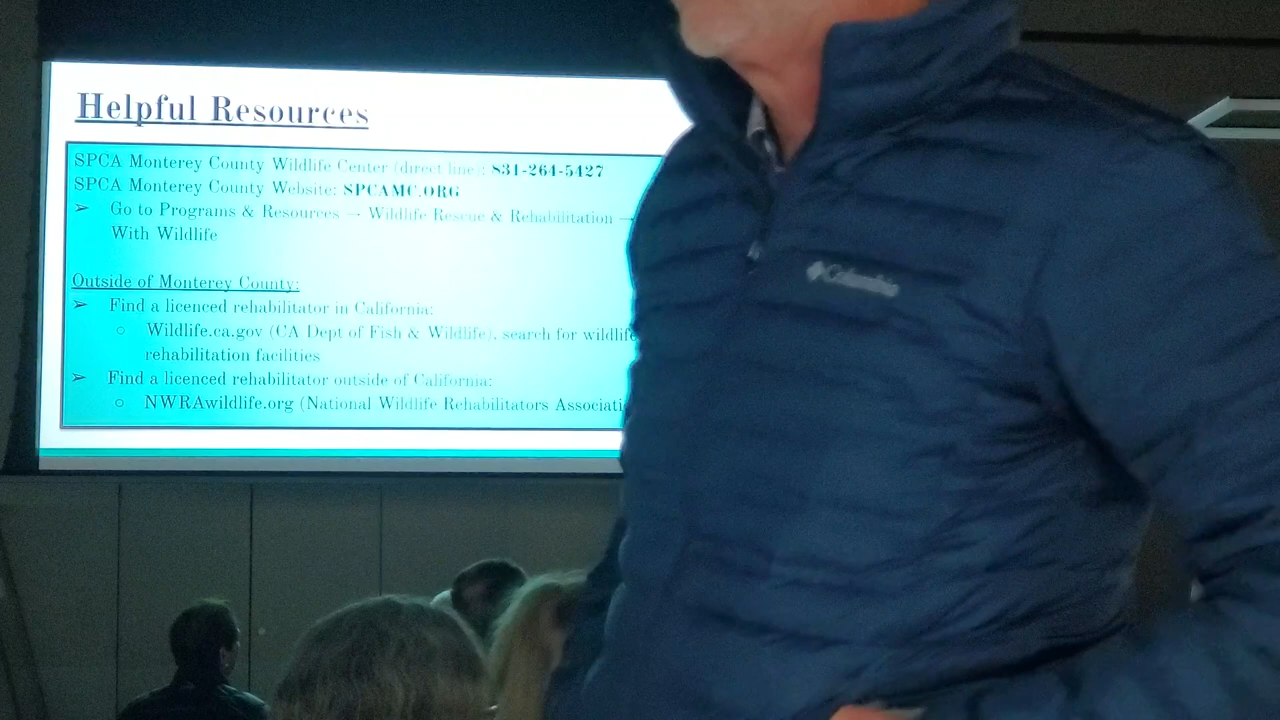 Helpful Resources
SPCA Monterey County Wildlife Center (direct line): 831-264-5427
SPCA Monterey County Website: SPCAMC.ORG
➢ Go to Programs & Resources → Wildlife Rescue & Rehabilitation →
With Wildlife
Outside of Monterey County:
➢ Find a licenced rehabilitator in California:
○ Wildlife.ca.gov (CA Dept of Fish & Wildlife), search for wildlife
rehabilitation facilities
➢ Find a licenced rehabilitator outside of California:
○ NWRAwildlife.org (National Wildlife Rehabilitators Associati
Columbia